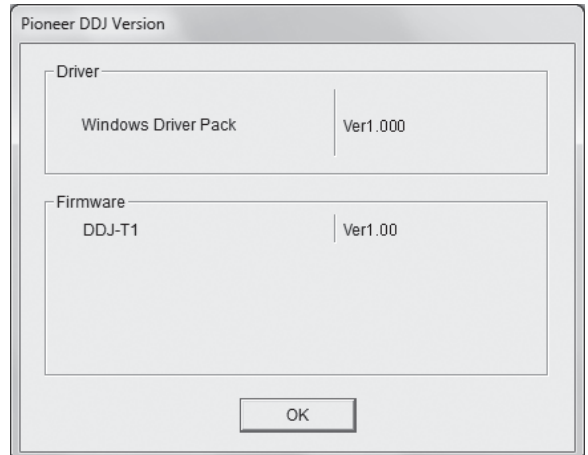 Pioneer DDJ Version
Driver
Windows Driver Pack Ver1.000
Firmware
DDJ-T1 Ver1.00
OK